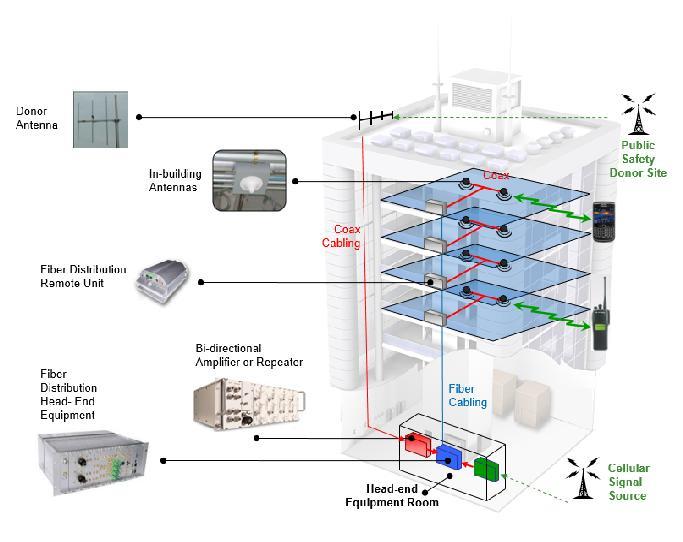 Donor
Antenna
Public
Safety
Donor Site
In-building
Antennas
Coax
Coax
Cabling
Fiber Distribution
Remote Unit
Bi-directional
Amplifier or Repeater
Fiber
Distribution
Head- End
Equipment
Fiber
Cabling
Head-end
Equipment Room
Cellular
Signal
Source